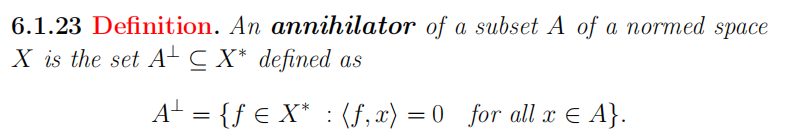 6.1.23 Definition. An annihilator of a subset A of a normed space
X is the set A⊥ ⊆ X* defined as
A⊥ = {f ∈ X* : ⟨f, x⟩ = 0 for all x ∈ A}.